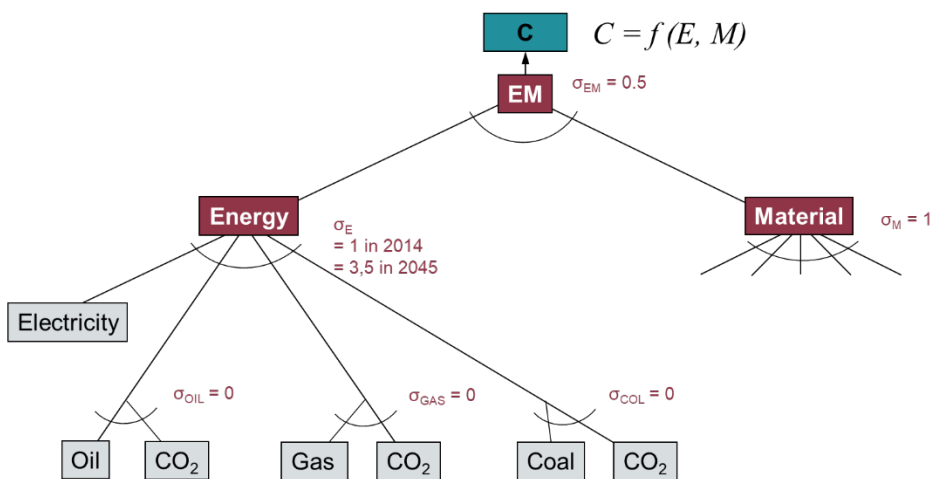 C
C = f (E, M)
EM
σEM = 0.5
Energy
Material
σE
= 1 in 2014
= 3,5 in 2045
σM = 1
Electricity
σOIL = 0
σGAS = 0
σCOL = 0
Oil
CO₂
Gas
CO₂
Coal
CO₂